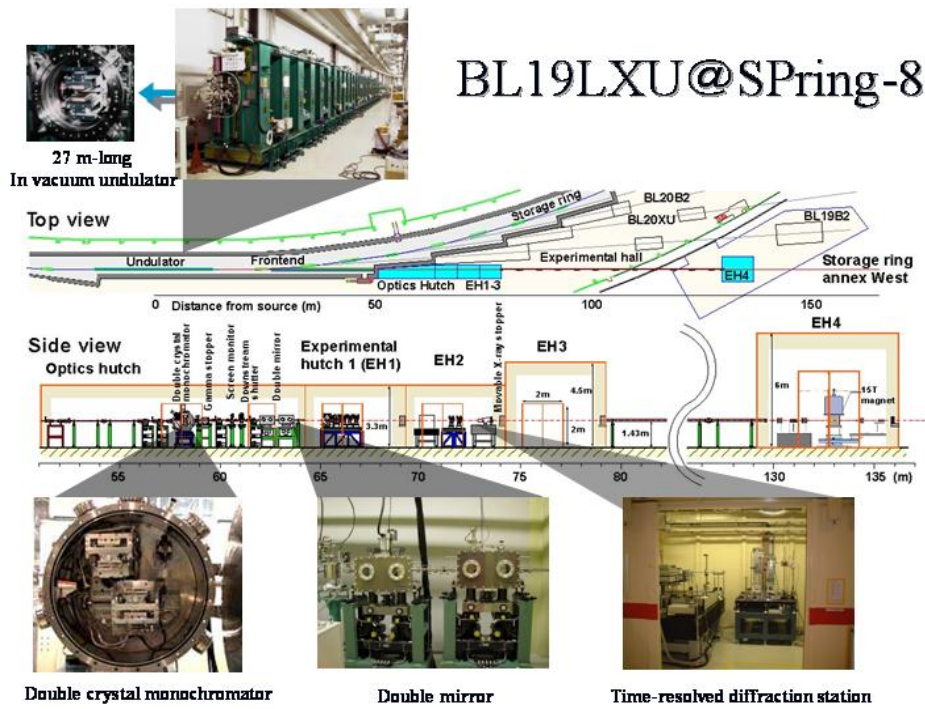 BL19LXU@SPring-8
27 m-long
In vacuum undulator
Top view
Storage ring
BL20B2
BL20XU
BL19B2
Undulator
Frontend
Experimental hall
Storage ring
annex West
Optics Hutch
EH1-3
EH4
0
Distance from source (m)
50
100
150
Side view
Optics hutch
Double crystal
monochromator
Gamma stopper
Screen monitor
Downstream
shutter
Double mirror
Experimental
hutch 1 (EH1)
EH2
Movable X-ray stopper
EH3
EH4
3.3m
2m
4.5m
2m
1.43m
6m
15T
magnet
55
60
65
70
75
80
130
135
(m)
Double crystal monochromator
Double mirror
Time-resolved diffraction station